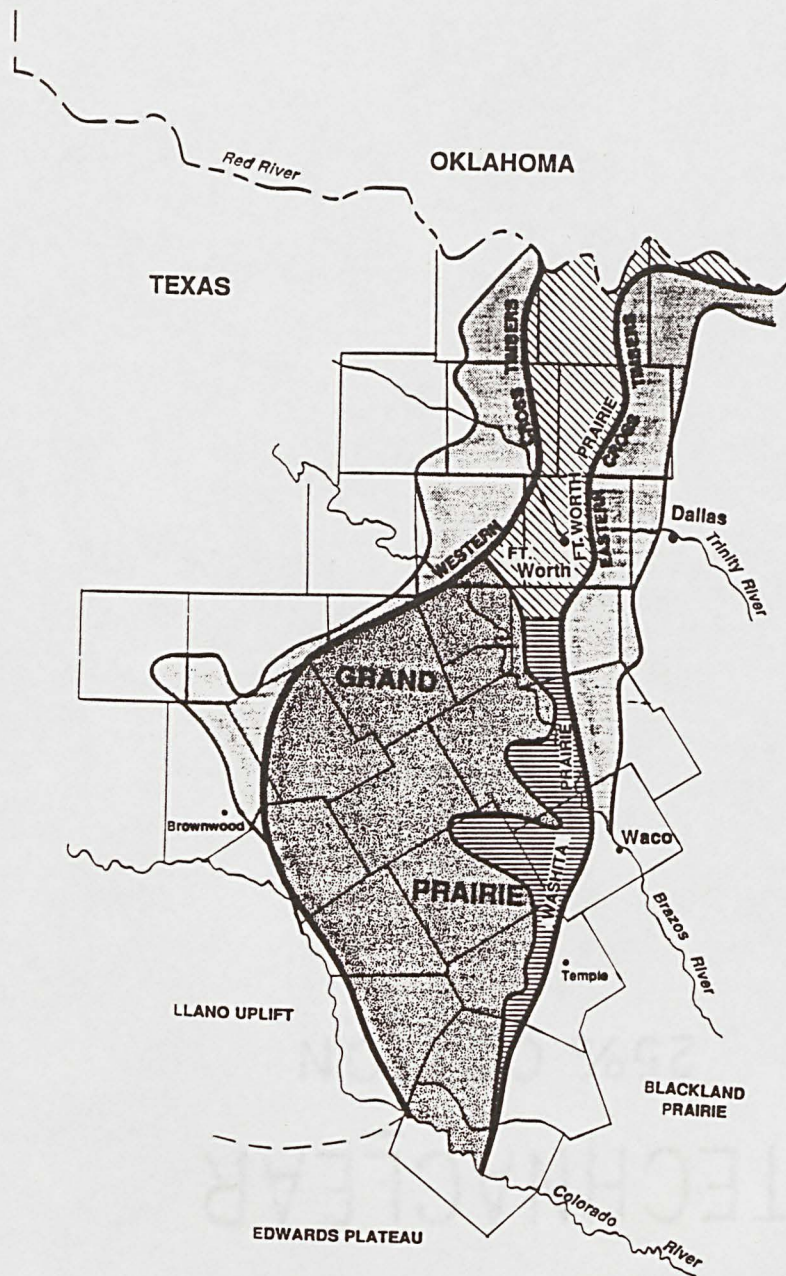 Red River
OKLAHOMA
TEXAS
WESTERN CROSS TIMBERS
EASTERN CROSS TIMBERS
FT. WORTH PRAIRIE
FT.
Worth
Dallas
Trinity River
GRAND
PRAIRIE
WASHITA PRAIRIE
Brownwood
Waco
Brazos River
Temple
LLANO UPLIFT
BLACKLAND
PRAIRIE
Colorado River
EDWARDS PLATEAU